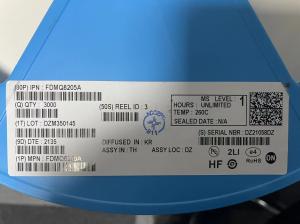 (30P) IPN : FDMQ8205A
(Q) QTY : 3000
(50S) REEL ID : 3
(1T) LOT : DZM350145
(9D) DTE : 2135
DIFFUSED IN : KR
ASSY IN : TH ASSY LOC : DZ
(1P) MPN : FDMQ8205A
MS LEVEL : 1
HOURS : UNLIMITED
TEMP : 260C
SEALED DATE : N/A
(S) SERIAL NBR : DZ21058DZ
2LI e4
HF RoHS